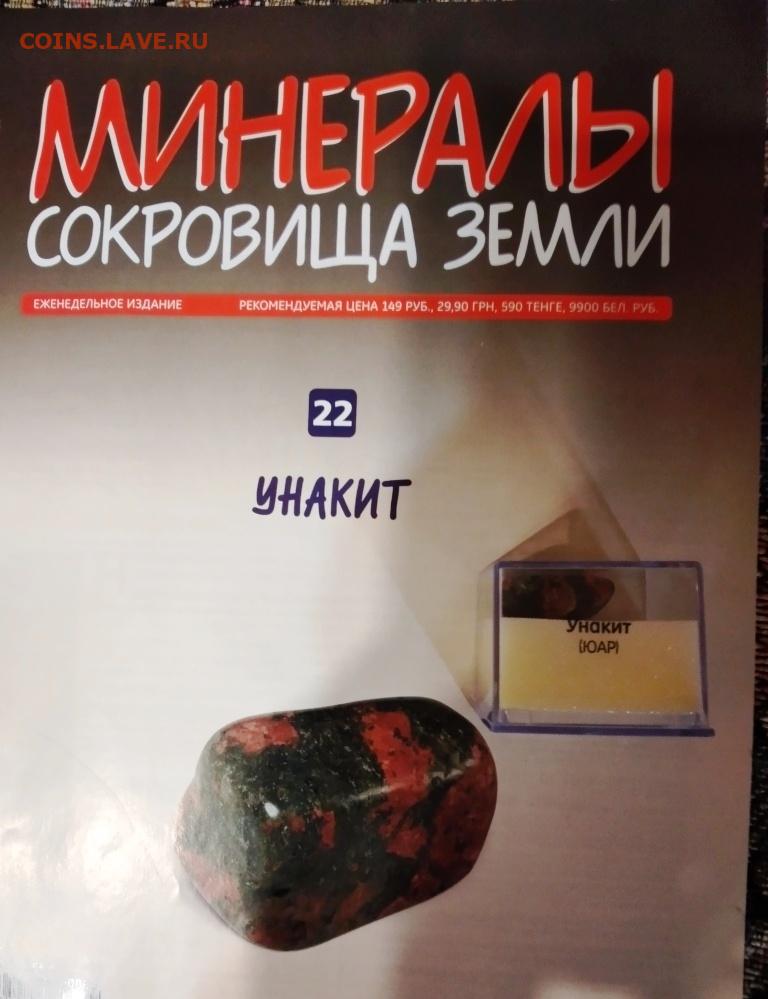 COINS.LAVE.RU
МИНЕРАЛЫ
СОКРОВИЩА ЗЕМЛИ
ЕЖЕНЕДЕЛЬНОЕ ИЗДАНИЕ РЕКОМЕНДУЕМАЯ ЦЕНА 149 РУБ., 29,90 ГРН, 590 ТЕНГЕ, 9900 БЕЛ. РУБ.
22
УНАКИТ
Унакит
(ЮАР)